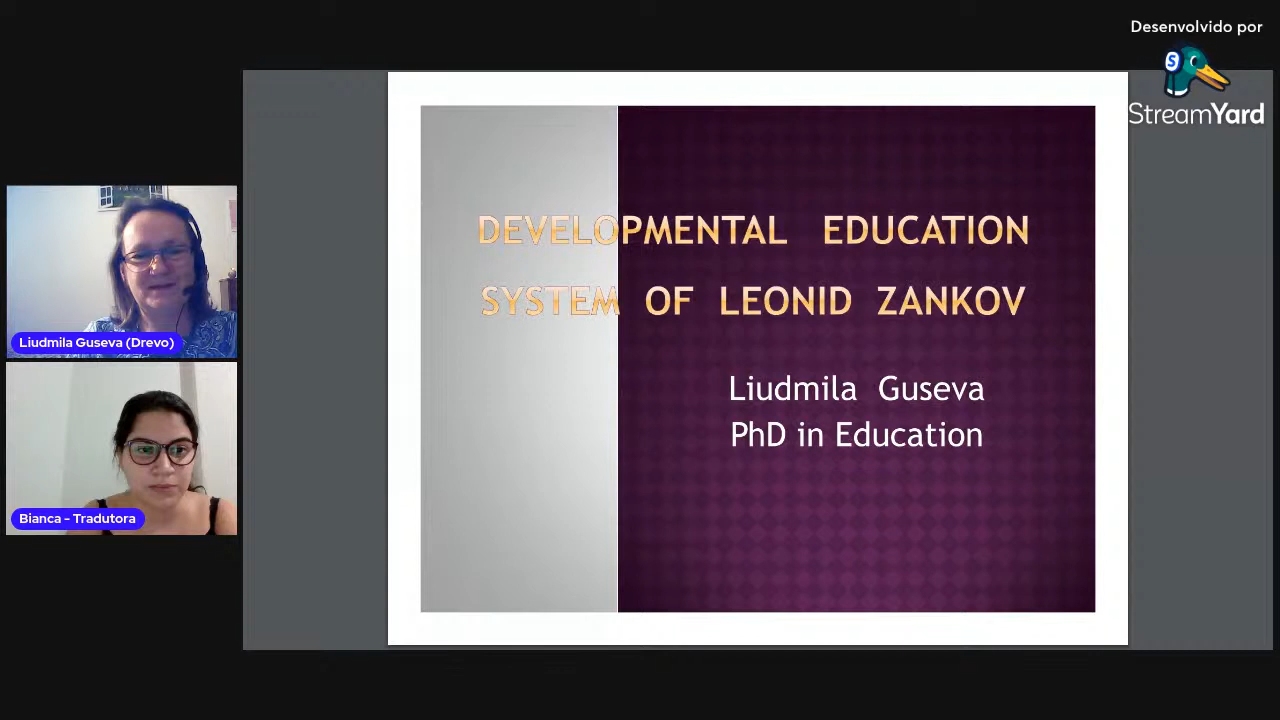 Desenvolvido por
StreamYard
DEVELOPMENTAL EDUCATION
SYSTEM OF LEONID ZANKOV
Liudmila Guseva
PhD in Education
Liudmila Guseva (Drevo)
Bianca - Tradutora